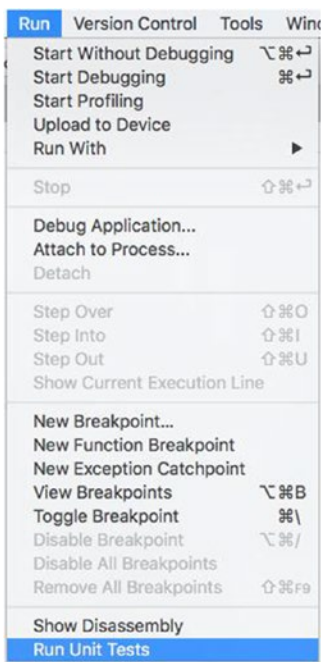 Run Version Control Tools Wind
Start Without Debugging ⌥⌘↩
Start Debugging ⌘↩
Start Profiling
Upload to Device
Run With ▶
Stop ⇧⌘↩
Debug Application...
Attach to Process...
Detach
Step Over ⇧⌘O
Step Into ⇧⌘I
Step Out ⇧⌘U
Show Current Execution Line
New Breakpoint...
New Function Breakpoint
New Exception Catchpoint
View Breakpoints ⌥⌘B
Toggle Breakpoint ⌘\
Disable Breakpoint ⌥⌘/
Disable All Breakpoints
Remove All Breakpoints ⇧⌘F9
Show Disassembly
Run Unit Tests